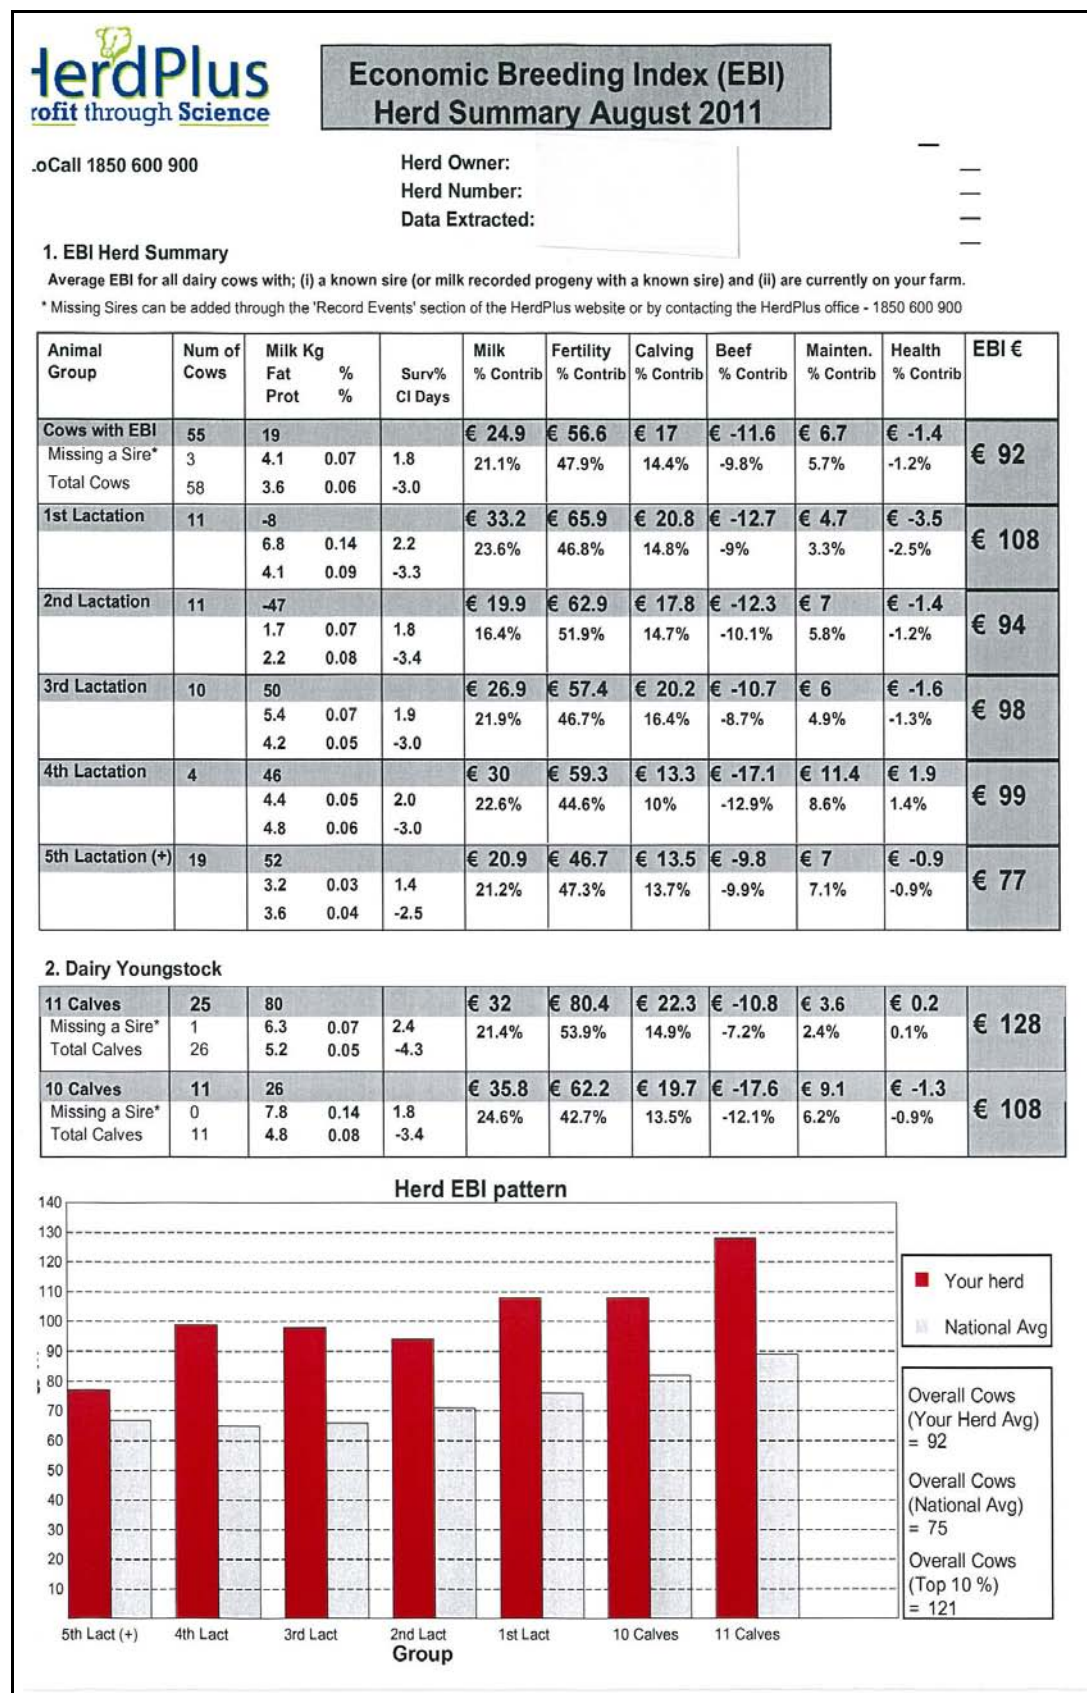 HerdPlus
rofit through Science
Economic Breeding Index (EBI)
Herd Summary August 2011
.oCall 1850 600 900
Herd Owner:
Herd Number:
Data Extracted:
1. EBI Herd Summary
Average EBI for all dairy cows with; (i) a known sire (or milk recorded progeny with a known sire) and (ii) are currently on your farm.
* Missing Sires can be added through the 'Record Events' section of the HerdPlus website or by contacting the HerdPlus office - 1850 600 900
Animal Num of Milk Kg Milk Fertility Calving Beef Mainten. Health EBI €
Group Cows Fat % Surv% % Contrib % Contrib % Contrib % Contrib % Contrib % Contrib
Prot % CI Days
Cows with EBI 55 19 € 24.9 € 56.6 € 17 € -11.6 € 6.7 € -1.4 € 92
Missing a Sire* 3 4.1 0.07 1.8 21.1% 47.9% 14.4% -9.8% 5.7% -1.2%
Total Cows 58 3.6 0.06 -3.0
1st Lactation 11 -8 € 33.2 € 65.9 € 20.8 € -12.7 € 4.7 € -3.5 € 108
6.8 0.14 2.2 23.6% 46.8% 14.8% -9% 3.3% -2.5%
4.1 0.09 -3.3
2nd Lactation 11 -47 € 19.9 € 62.9 € 17.8 € -12.3 € 7 € -1.4 € 94
1.7 0.07 1.8 16.4% 51.9% 14.7% -10.1% 5.8% -1.2%
2.2 0.08 -3.4
3rd Lactation 10 50 € 26.9 € 57.4 € 20.2 € -10.7 € 6 € -1.6 € 98
5.4 0.07 1.9 21.9% 46.7% 16.4% -8.7% 4.9% -1.3%
4.2 0.05 -3.0
4th Lactation 4 46 € 30 € 59.3 € 13.3 € -17.1 € 11.4 € 1.9 € 99
4.4 0.05 2.0 22.6% 44.6% 10% -12.9% 8.6% 1.4%
4.8 0.06 -3.0
5th Lactation (+) 19 52 € 20.9 € 46.7 € 13.5 € -9.8 € 7 € -0.9 € 77
3.2 0.03 1.4 21.2% 47.3% 13.7% -9.9% 7.1% -0.9%
3.6 0.04 -2.5
2. Dairy Youngstock
11 Calves 25 80 € 32 € 80.4 € 22.3 € -10.8 € 3.6 € 0.2 € 128
Missing a Sire* 1 6.3 0.07 2.4 21.4% 53.9% 14.9% -7.2% 2.4% 0.1%
Total Calves 26 5.2 0.05 -4.3
10 Calves 11 26 € 35.8 € 62.2 € 19.7 € -17.6 € 9.1 € -1.3 € 108
Missing a Sire* 0 7.8 0.14 1.8 24.6% 42.7% 13.5% -12.1% 6.2% -0.9%
Total Calves 11 4.8 0.08 -3.4
Herd EBI pattern
140
130
120
110
100
90
80
70
60
50
40
30
20
10
5th Lact (+) 4th Lact 3rd Lact 2nd Lact 1st Lact 10 Calves 11 Calves
Group
Your herd
National Avg
Overall Cows
(Your Herd Avg)
= 92
Overall Cows
(National Avg)
= 75
Overall Cows
(Top 10 %)
= 121